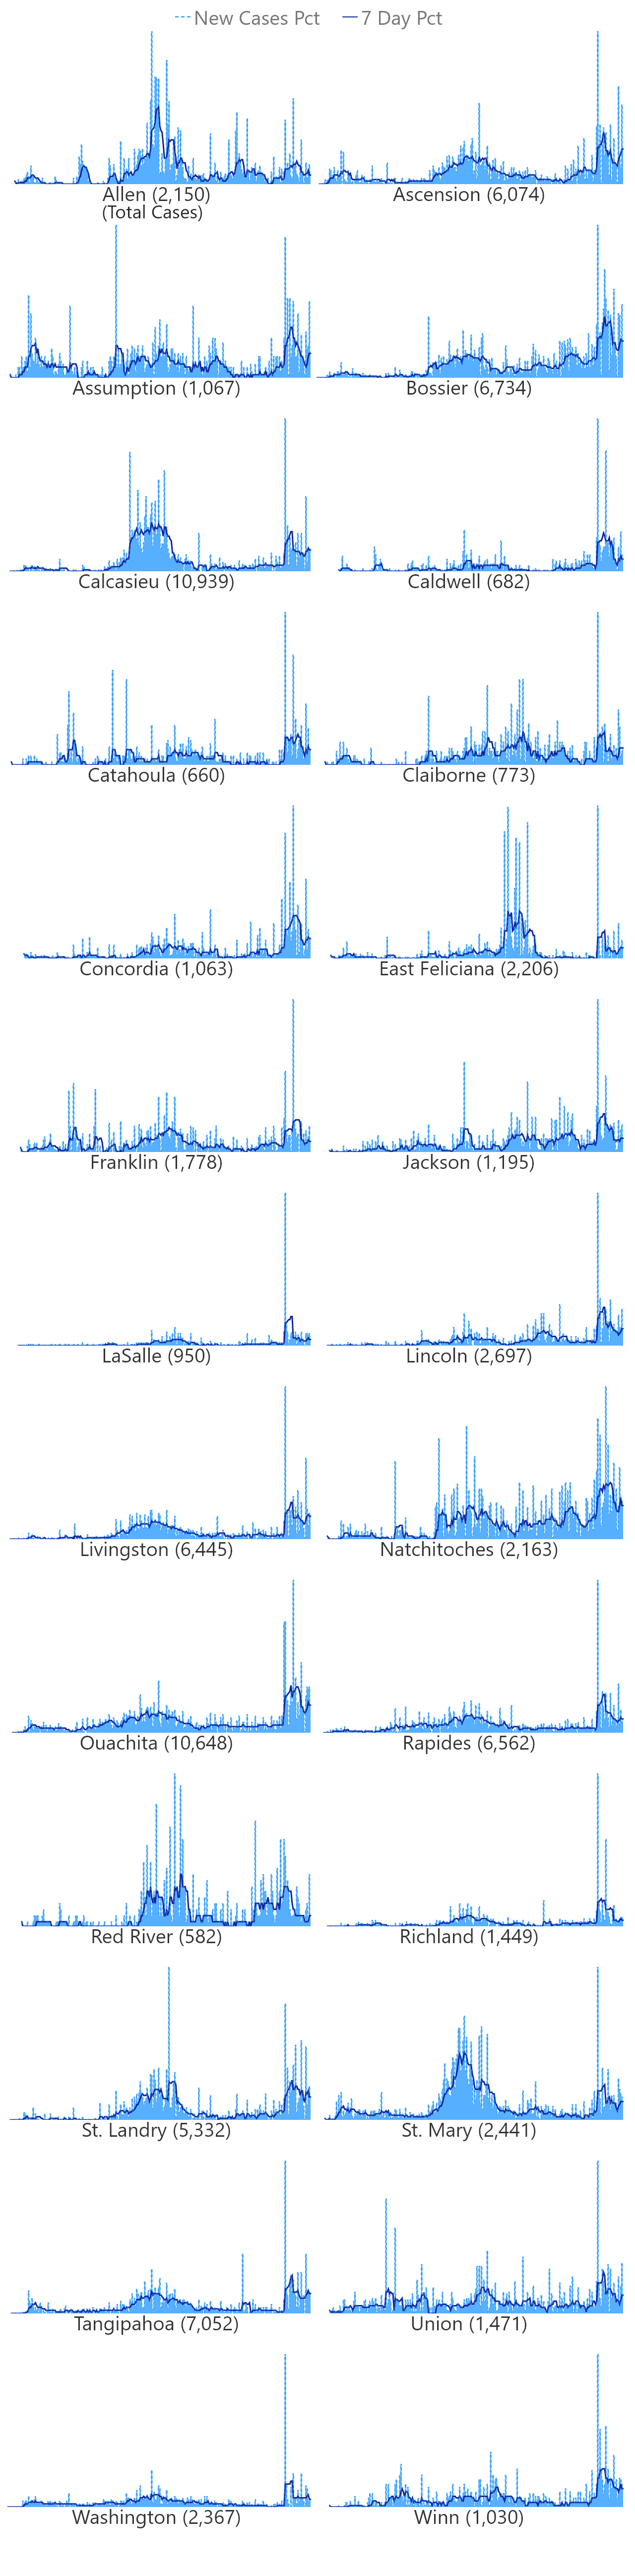 New Cases Pct 7 Day Pct
Allen (2,150) Ascension (6,074)
(Total Cases)
Assumption (1,067) Bossier (6,734)
Calcasieu (10,939) Caldwell (682)
Catahoula (660) Claiborne (773)
Concordia (1,063) East Feliciana (2,206)
Franklin (1,778) Jackson (1,195)
LaSalle (950) Lincoln (2,697)
Livingston (6,445) Natchitoches (2,163)
Ouachita (10,648) Rapides (6,562)
Red River (582) Richland (1,449)
St. Landry (5,332) St. Mary (2,441)
Tangipahoa (7,052) Union (1,471)
Washington (2,367) Winn (1,030)